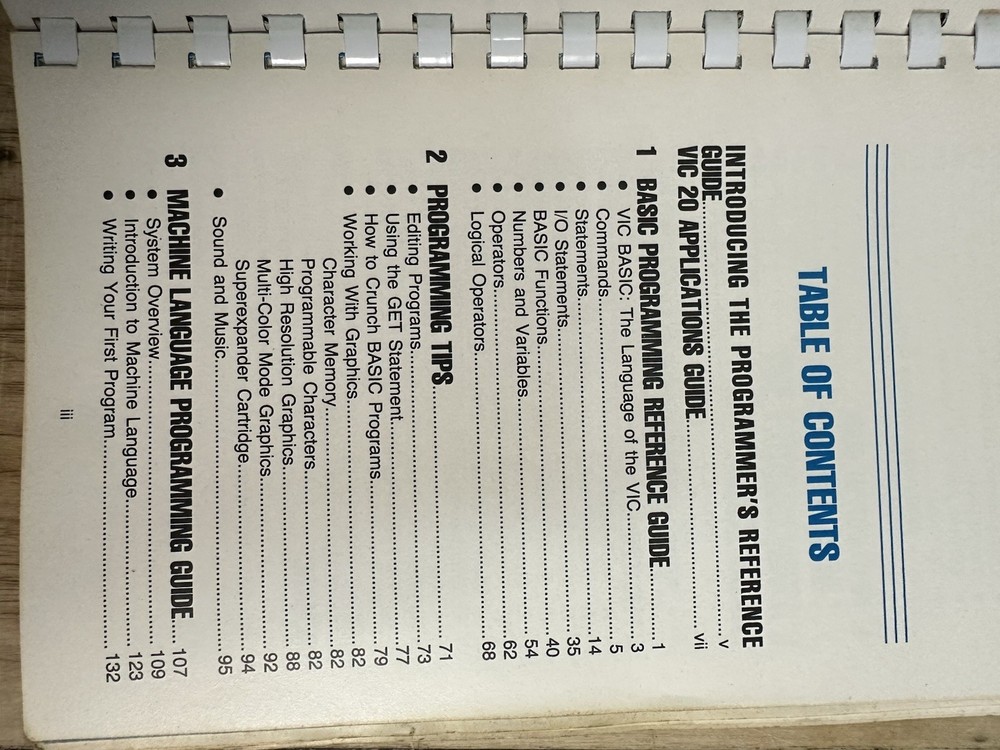 TABLE OF CONTENTS
INTRODUCING THE PROGRAMMER'S REFERENCE
GUIDE.......... v
VIC 20 APPLICATIONS GUIDE.......... vii
1 BASIC PROGRAMMING REFERENCE GUIDE.......... 1
• VIC BASIC: The Language of the VIC.......... 3
• Commands.......... 5
• Statements.......... 14
• I/O Statements.......... 35
• BASIC Functions.......... 40
• Numbers and Variables.......... 54
• Operators.......... 62
• Logical Operators.......... 68
2 PROGRAMMING TIPS.......... 71
• Editing Programs.......... 73
• Using the GET Statement.......... 77
• How to Crunch BASIC Programs.......... 79
• Working With Graphics.......... 82
Character Memory.......... 82
Programmable Characters.......... 82
High Resolution Graphics.......... 88
Multi-Color Mode Graphics.......... 92
Superexpander Cartridge.......... 94
• Sound and Music.......... 95
3 MACHINE LANGUAGE PROGRAMMING GUIDE.... 107
• System Overview.......... 109
• Introduction to Machine Language.......... 123
• Writing Your First Program.......... 132
iii